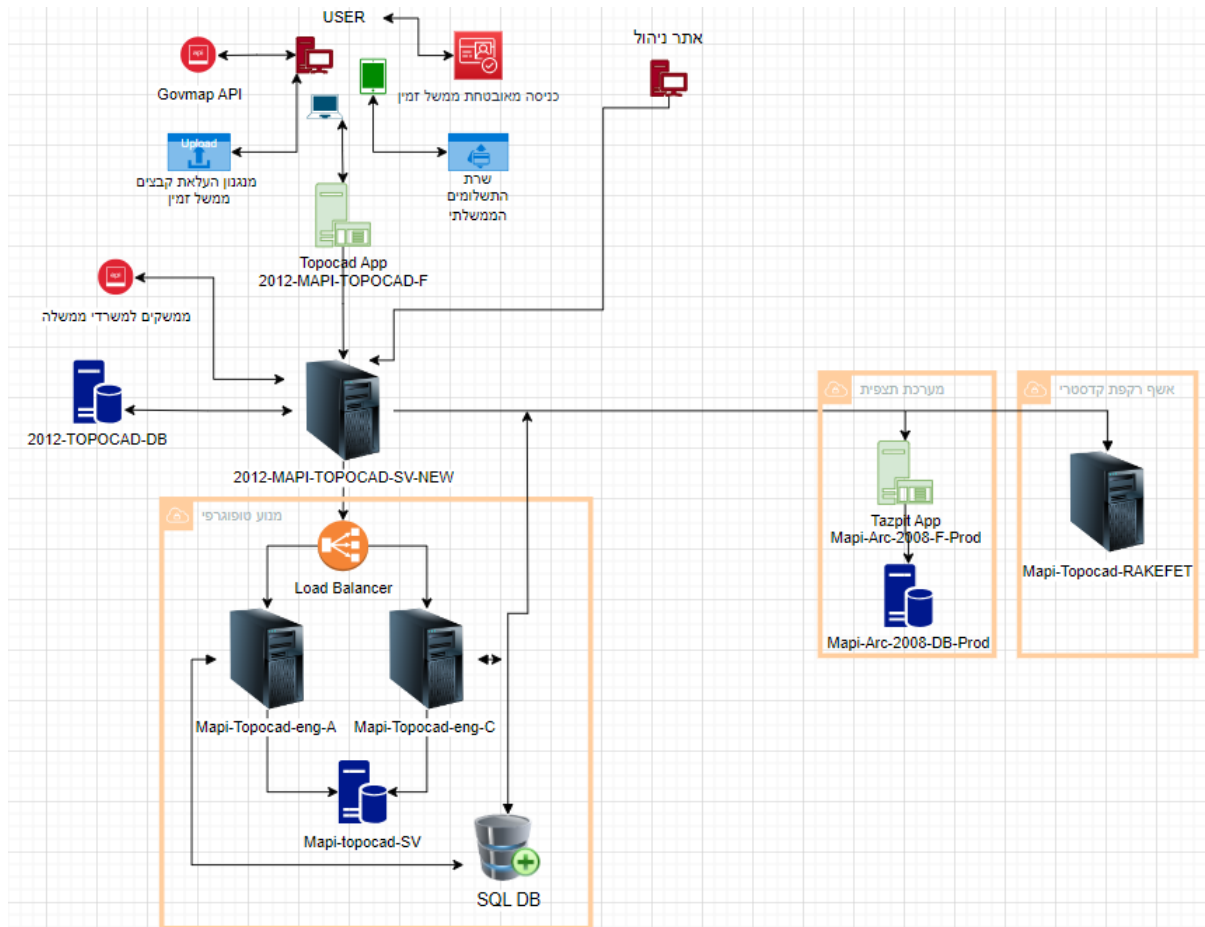 USER
אתר ניהול
api
Govmap API
כניסה מאובטחת ממשל זמין
Upload
מנגנון העלאת קבצים
ממשל זמין
שרת
התשלומים
הממשלתי
Topocad App
2012-MAPI-TOPOCAD-F
api
ממשקים למשרדי ממשלה
2012-TOPOCAD-DB
2012-MAPI-TOPOCAD-SV-NEW
מערכת תצפית
אשף רקפת קדסטרי
Tazpit App
Mapi-Arc-2008-F-Prod
Mapi-Topocad-RAKEFET
Mapi-Arc-2008-DB-Prod
מנוע טופוגרפי
Load Balancer
Mapi-Topocad-eng-A
Mapi-Topocad-eng-C
Mapi-topocad-SV
SQL DB